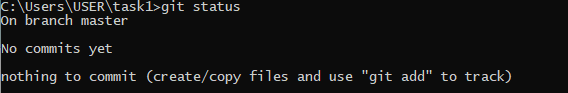 C:\Users\USER\task1>git status
On branch master
No commits yet
nothing to commit (create/copy files and use "git add" to track)